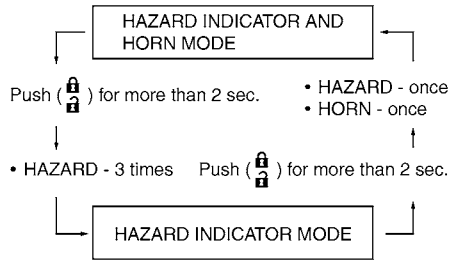 HAZARD INDICATOR AND
HORN MODE
Push ( ) for more than 2 sec.
• HAZARD - once
• HORN - once
• HAZARD - 3 times
Push ( ) for more than 2 sec.
HAZARD INDICATOR MODE